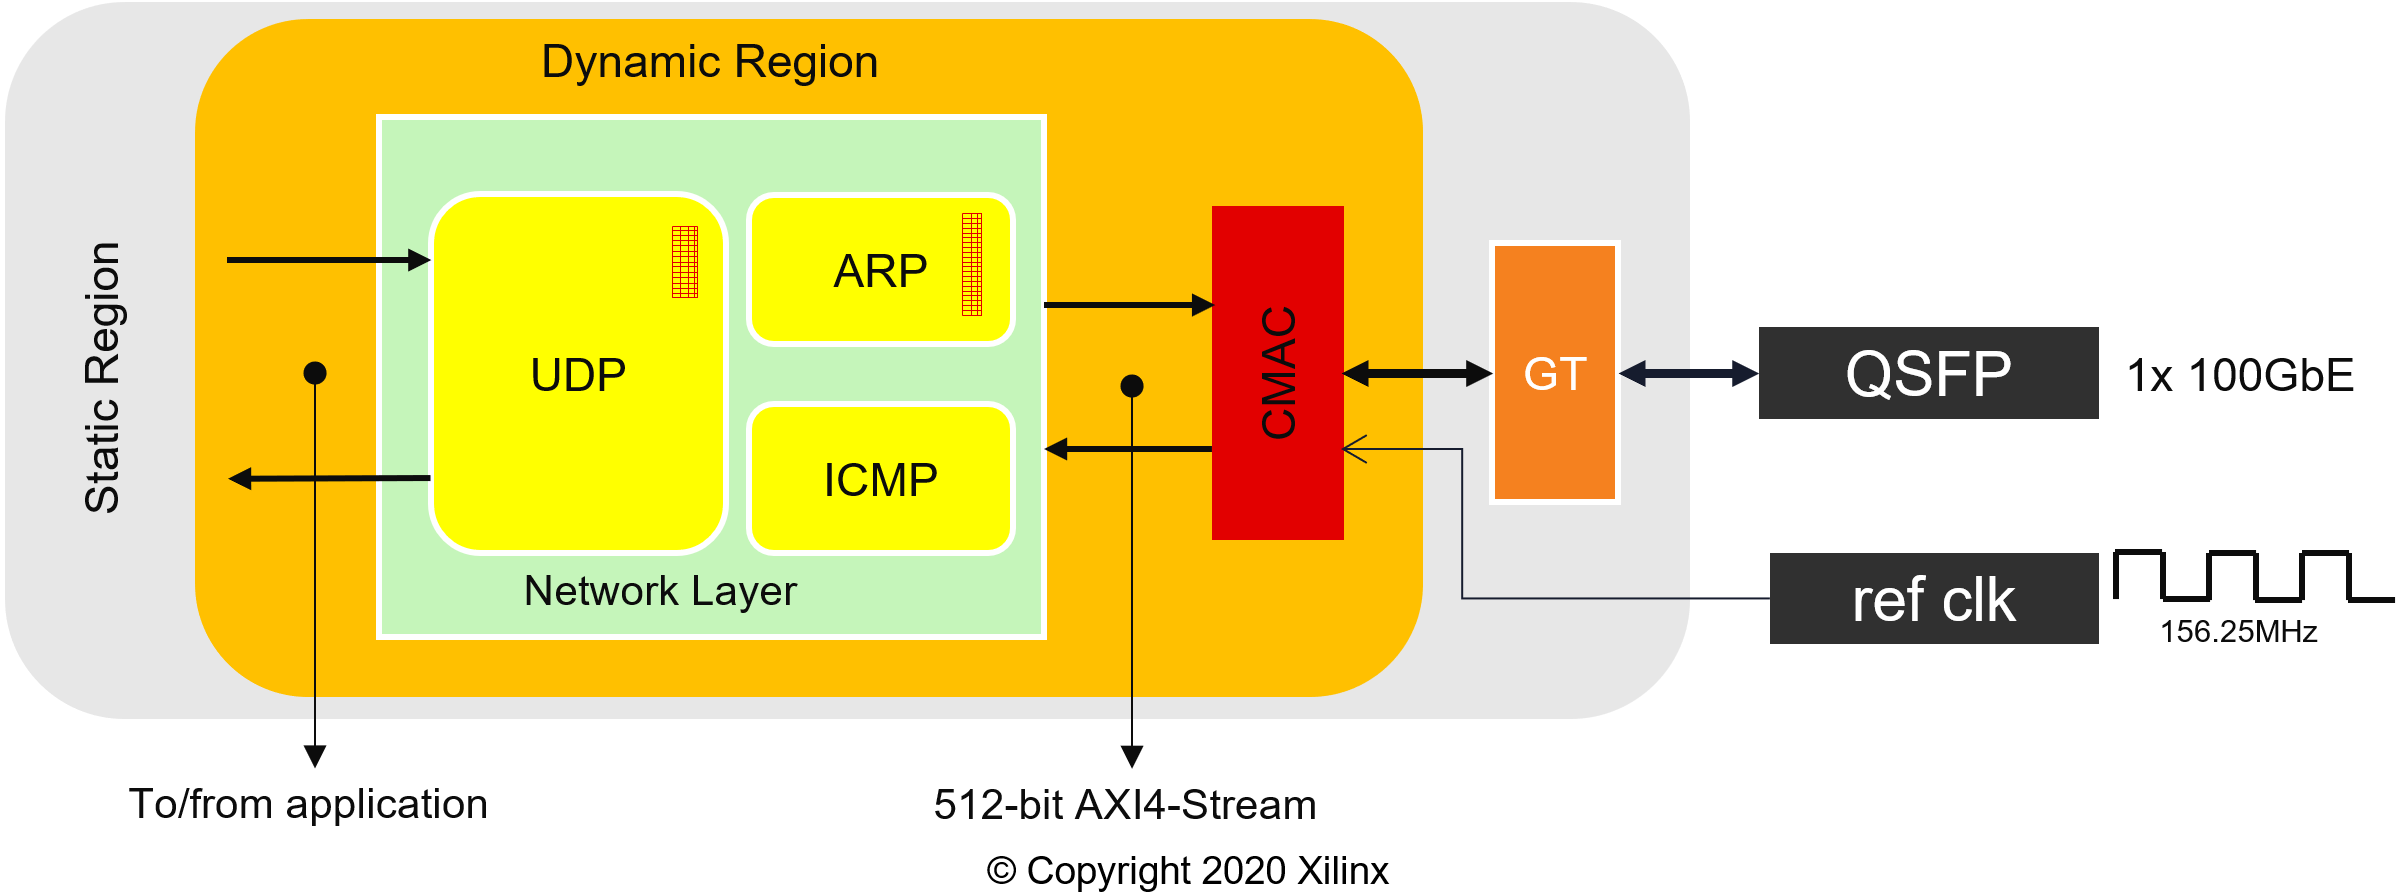 Dynamic Region
Static Region
UDP
ARP
ICMP
Network Layer
CMAC
GT
QSFP
1x 100GbE
ref clk
156.25MHz
To/from application
512-bit AXI4-Stream
© Copyright 2020 Xilinx